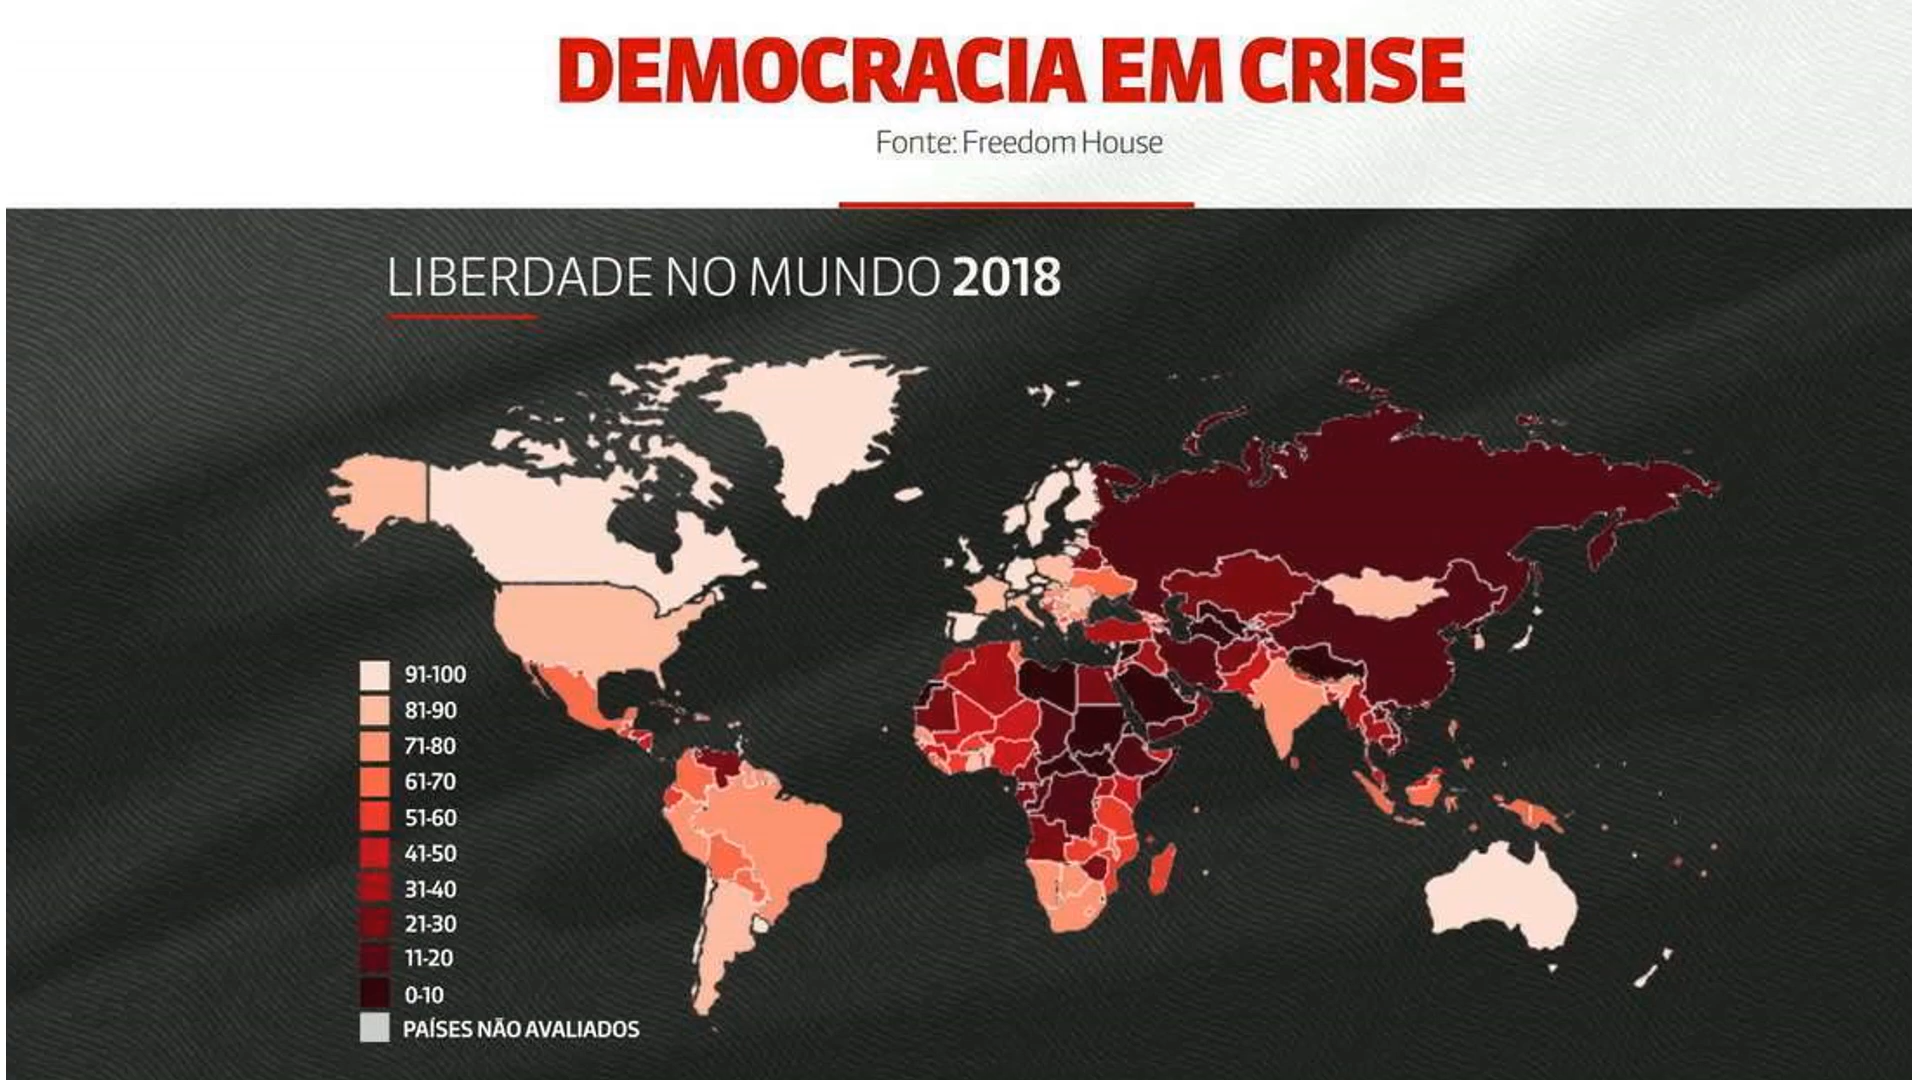 DEMOCRACIA EM CRISE
Fonte: Freedom House
LIBERDADE NO MUNDO 2018
91-100
81-90
71-80
61-70
51-60
41-50
31-40
21-30
11-20
0-10
PAÍSES NÃO AVALIADOS